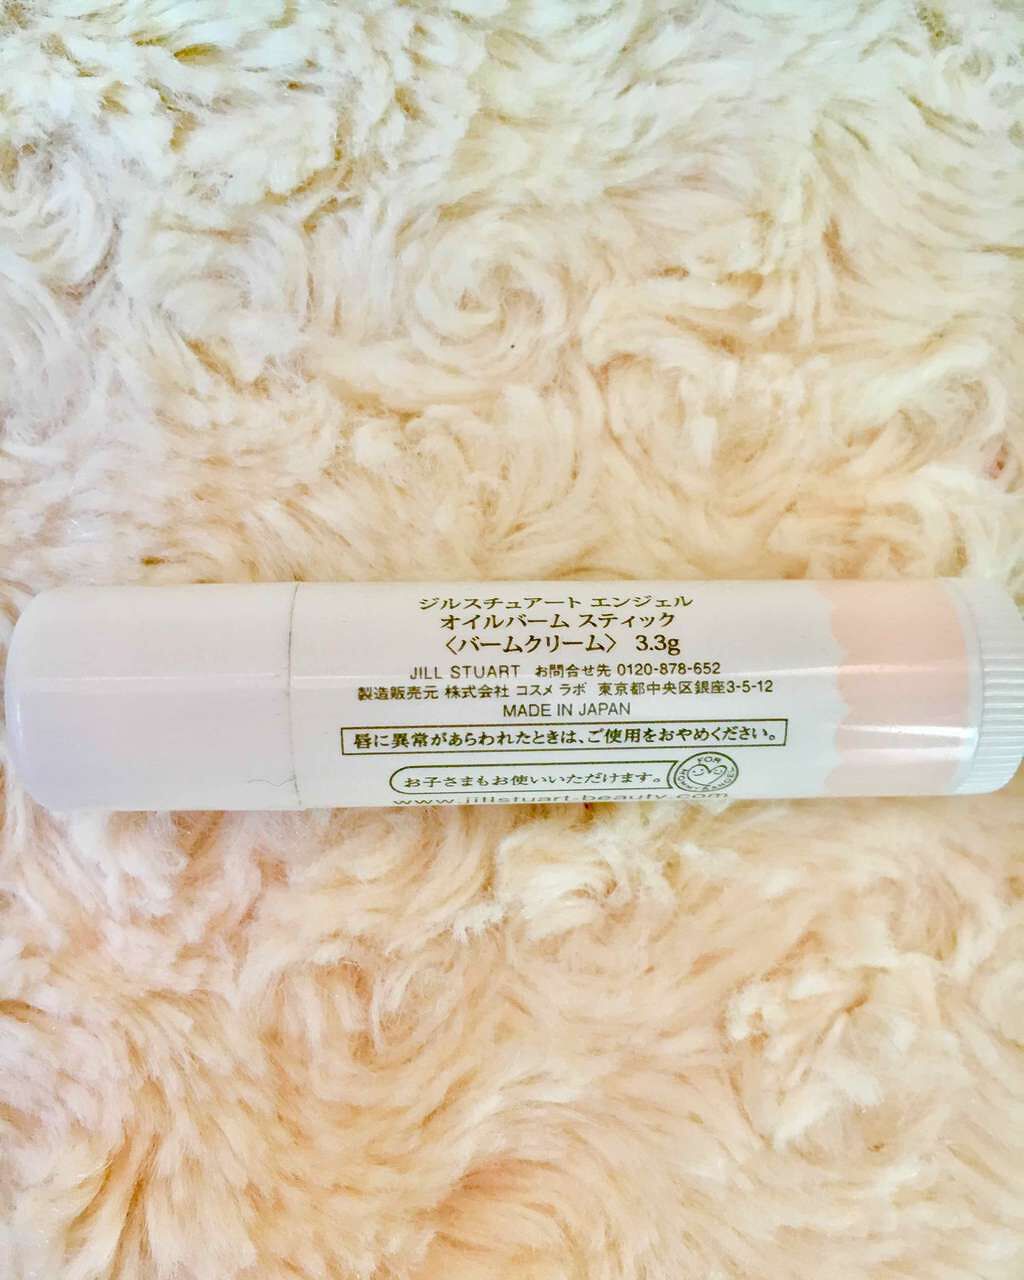 ジルスチュアート エンジェル
オイルバーム スティック
〈バームクリーム〉 3.3g
JILL STUART お問合せ先 0120-878-652
製造販売元 株式会社 コスメ ラボ 東京都中央区銀座3-5-12
MADE IN JAPAN
唇に異常があらわれたときは、ご使用をおやめください。
お子さまもお使いいただけます。
FOR
www.jillstuart-beauty.com